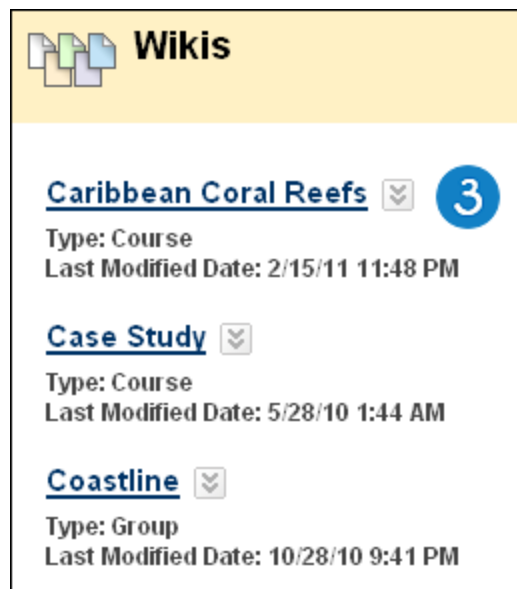 Wikis
Caribbean Coral Reefs 3
Type: Course
Last Modified Date: 2/15/11 11:48 PM
Case Study
Type: Course
Last Modified Date: 5/28/10 1:44 AM
Coastline
Type: Group
Last Modified Date: 10/28/10 9:41 PM